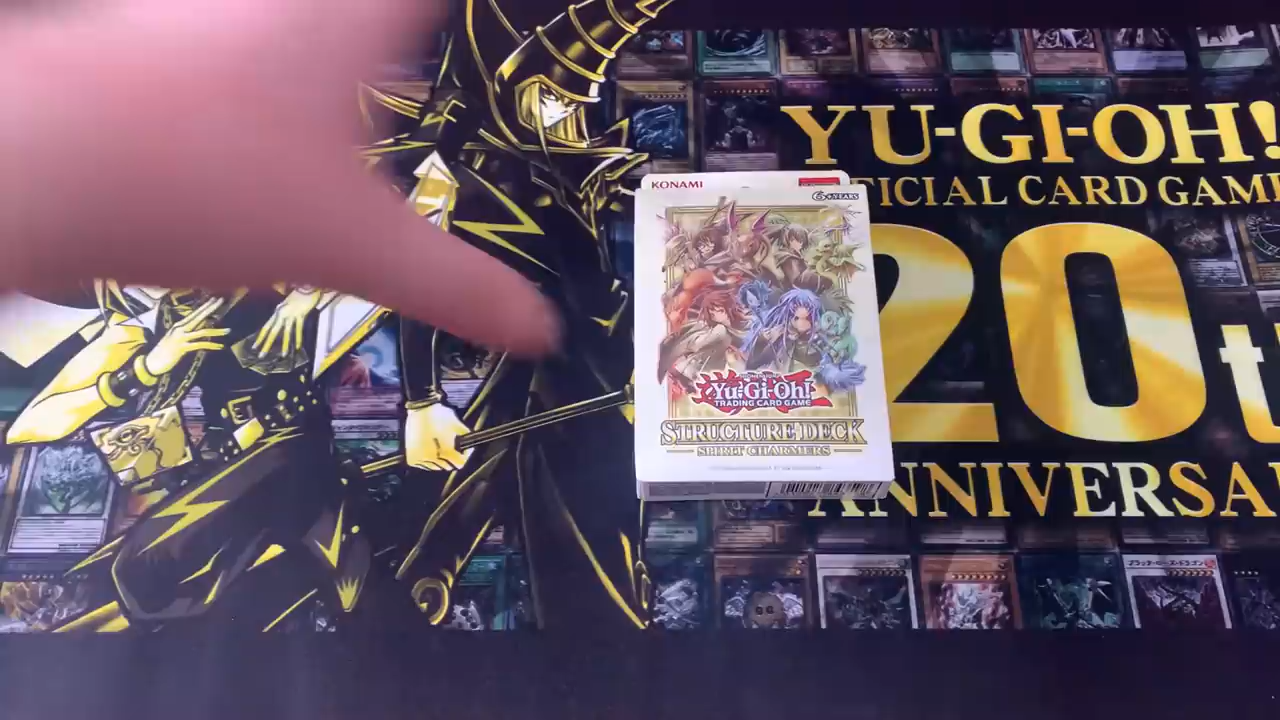 KONAMI
6+YEARS
Yu-Gi-Oh!
TRADING CARD GAME
STRUCTURE DECK
SPIRIT CHARMERS
YU-GI-OH!
FICIAL CARD GAM
20t
ANNIVERSA